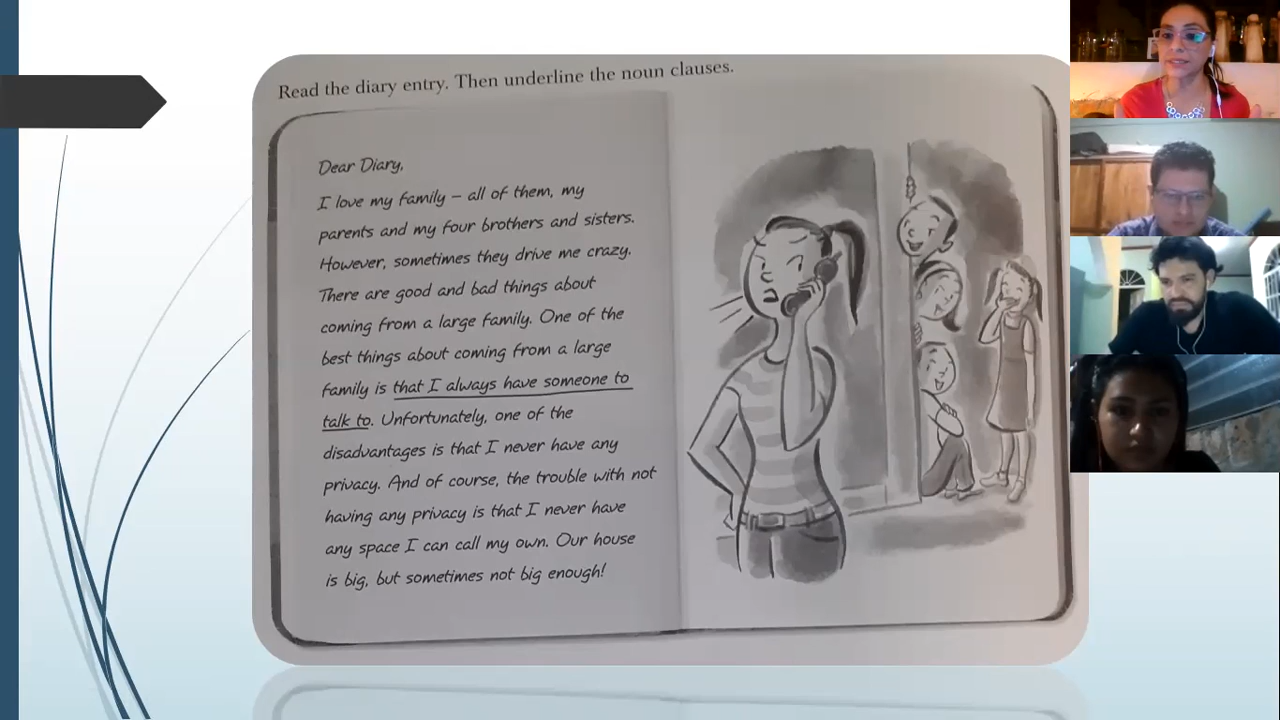 Read the diary entry. Then underline the noun clauses.
Dear Diary,
I love my family – all of them, my
parents and my four brothers and sisters.
However, sometimes they drive me crazy.
There are good and bad things about
coming from a large family. One of the
best things about coming from a large
family is that I always have someone to
talk to. Unfortunately, one of the
disadvantages is that I never have any
privacy. And of course, the trouble with not
having any privacy is that I never have
any space I can call my own. Our house
is big, but sometimes not big enough!